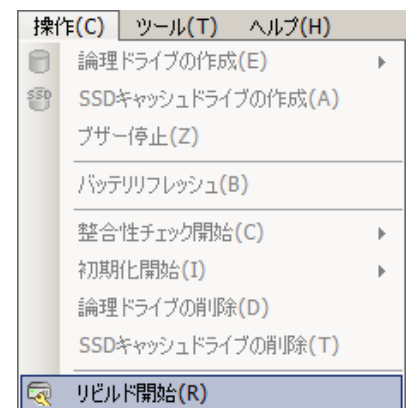 操作(C) ツール(T) ヘルプ(H)
論理ドライブの作成(E)
SSD
SSDキャッシュドライブの作成(A)
ブザー停止(Z)
バッテリリフレッシュ(B)
整合性チェック開始(C)
初期化開始(I)
論理ドライブの削除(D)
SSDキャッシュドライブの削除(T)
リビルド開始(R)